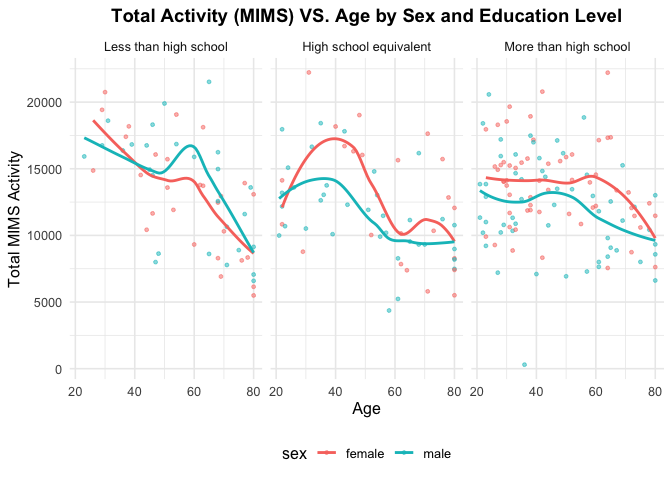 Total Activity (MIMS) VS. Age by Sex and Education Level
Less than high school
High school equivalent
More than high school
Total MIMS Activity
20000
15000
10000
5000
0
20 40 60 80
20 40 60 80
20 40 60 80
Age
sex female male